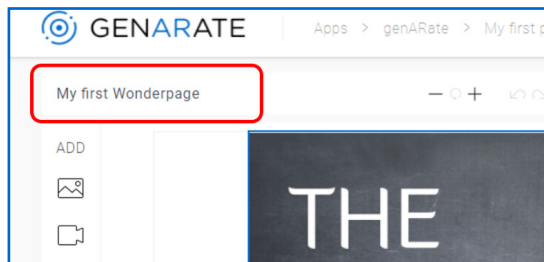 GENARATE
Apps > genARate > My first p
My first Wonderpage
ADD
THE